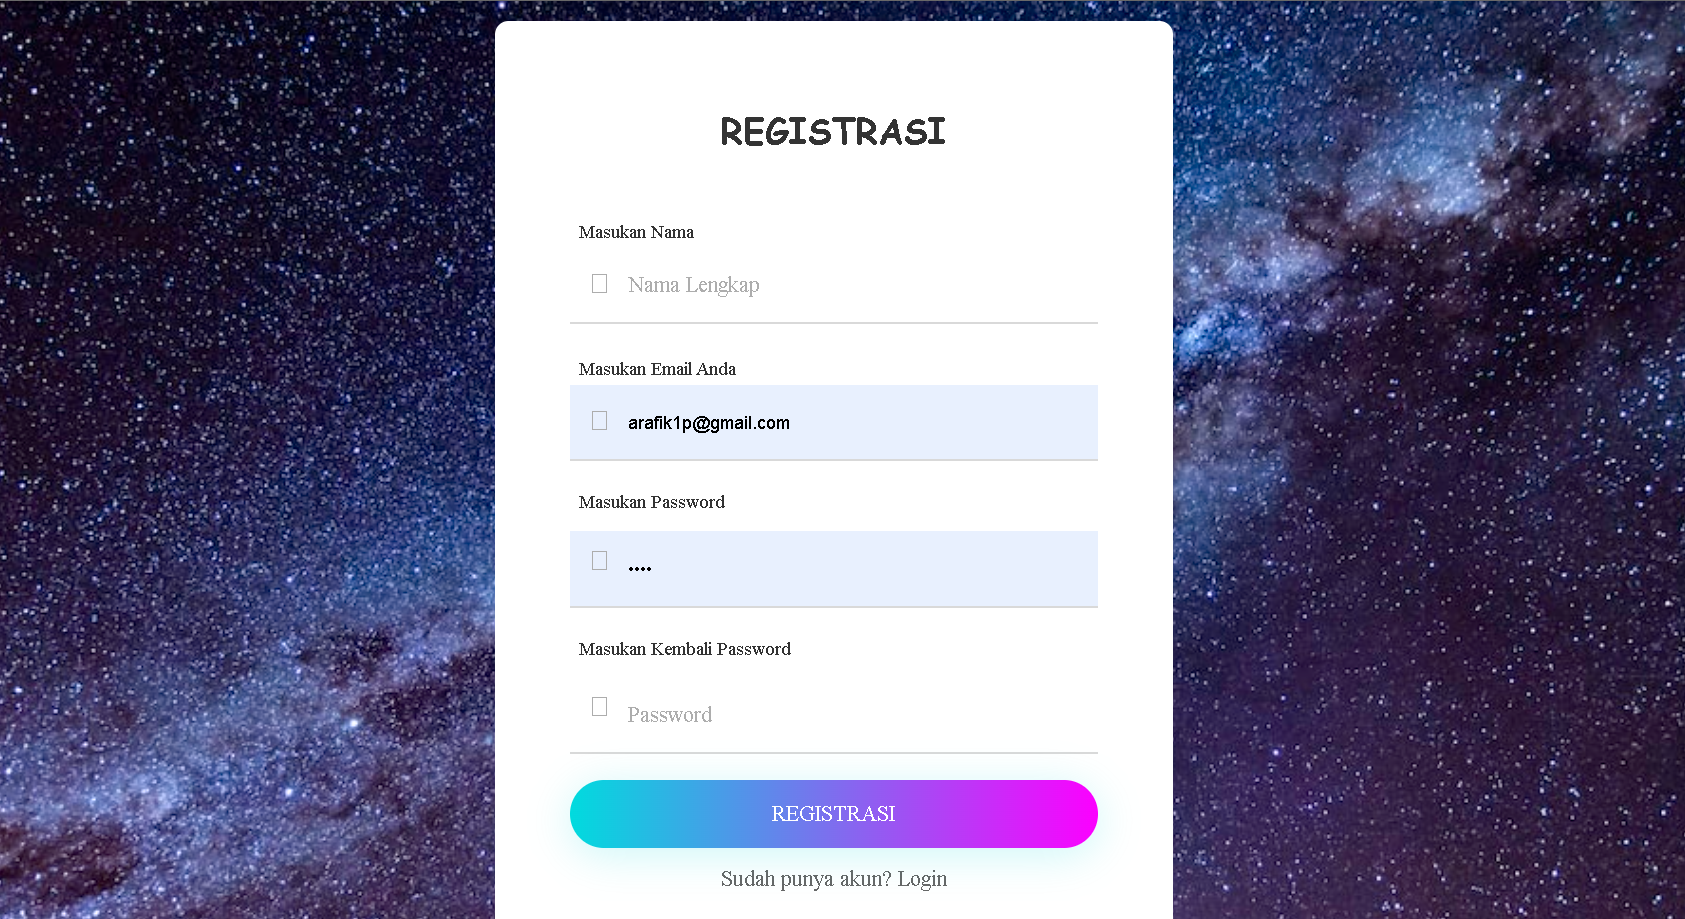 REGISTRASI
Masukan Nama
Nama Lengkap
Masukan Email Anda
arafik1p@gmail.com
Masukan Password
••••
Masukan Kembali Password
Password
REGISTRASI
Sudah punya akun? Login